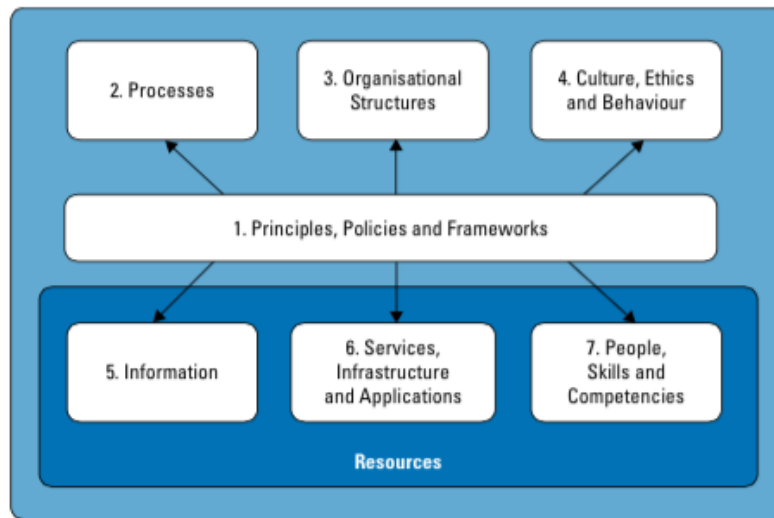 2. Processes
3. Organisational
Structures
4. Culture, Ethics
and Behaviour
1. Principles, Policies and Frameworks
5. Information
6. Services,
Infrastructure
and Applications
7. People,
Skills and
Competencies
Resources